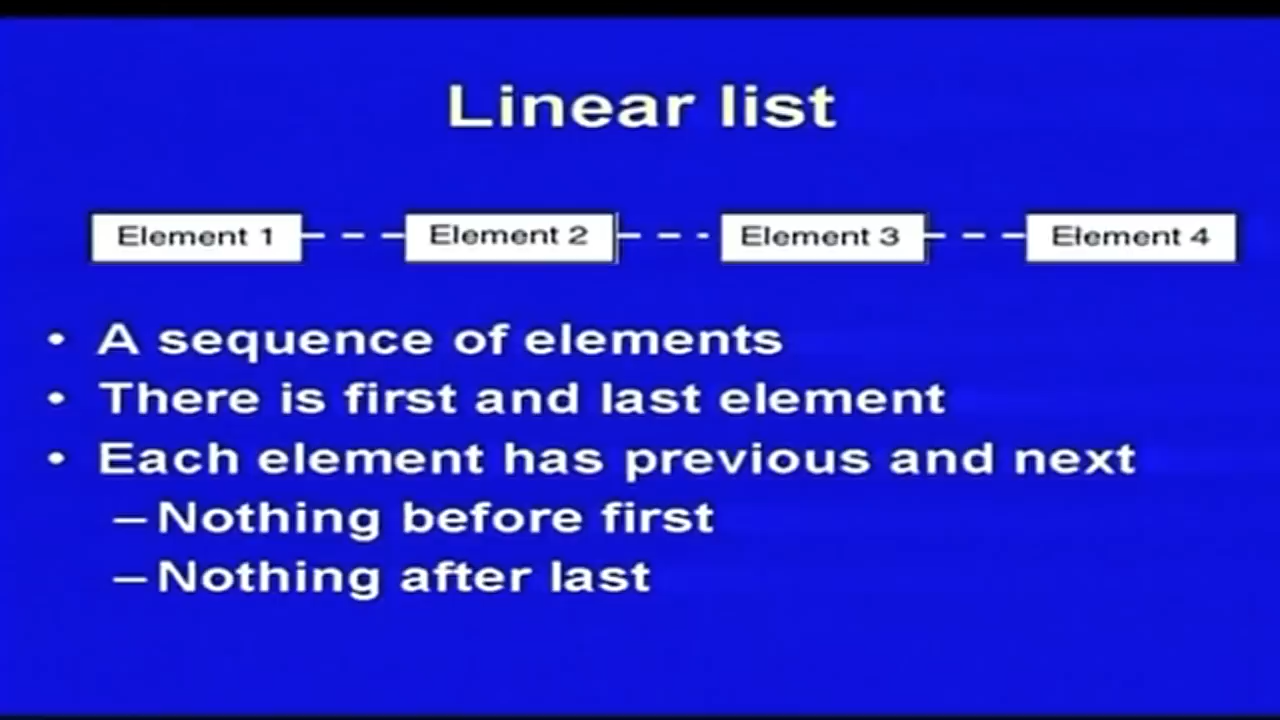 Linear list
Element 1 Element 2 Element 3 Element 4
• A sequence of elements
• There is first and last element
• Each element has previous and next
– Nothing before first
– Nothing after last